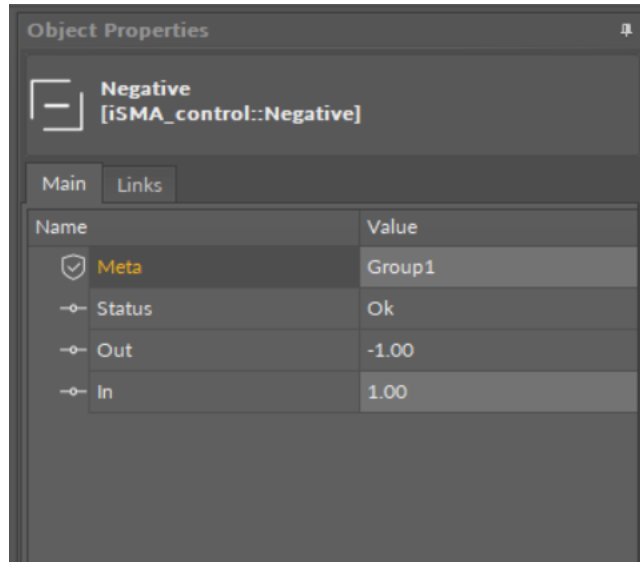 Object Properties
Negative
[iSMA_control::Negative]
Main Links
Name Value
Meta Group1
Status Ok
Out -1.00
In 1.00